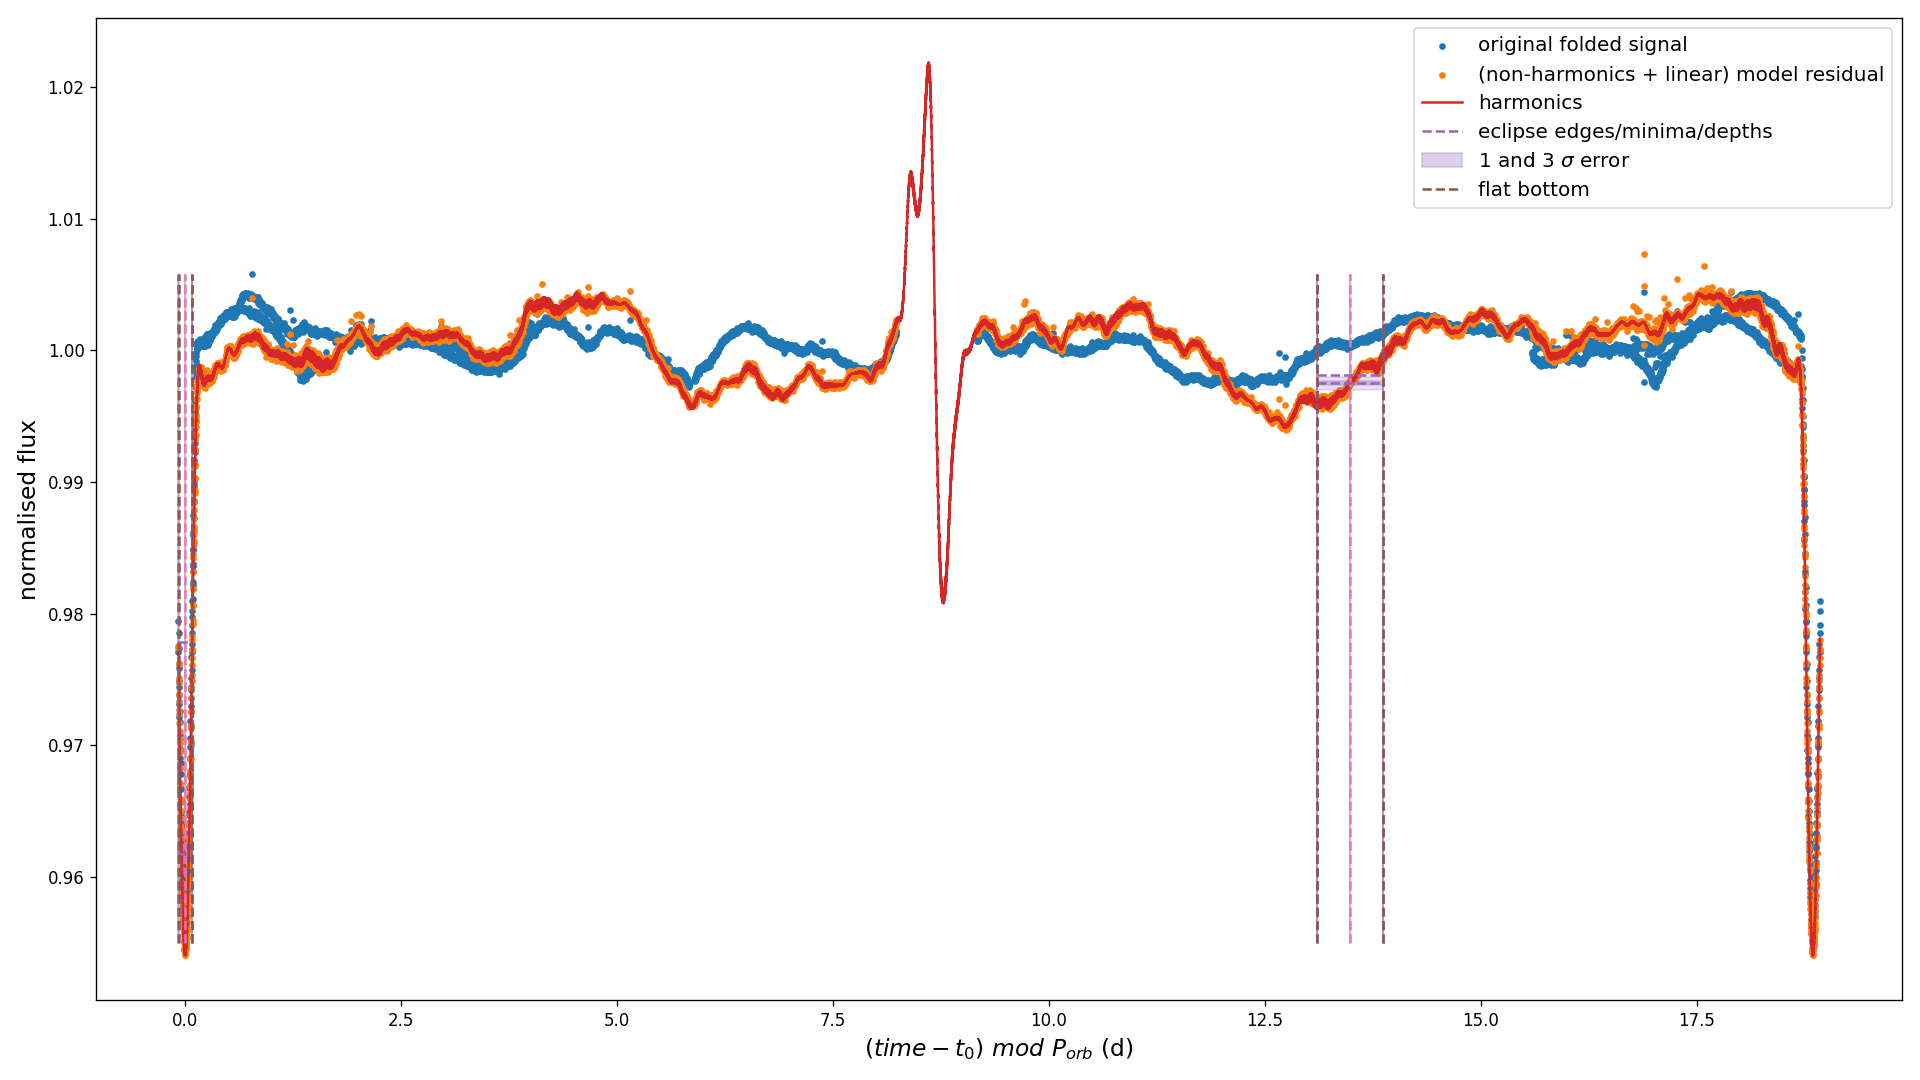 original folded signal
(non-harmonics + linear) model residual
harmonics
eclipse edges/minima/depths
1 and 3 σ error
flat bottom
normalised flux
1.02
1.01
1.00
0.99
0.98
0.97
0.96
0.0 2.5 5.0 7.5 10.0 12.5 15.0 17.5
(time − t₀) mod Pₒᵣb (d)